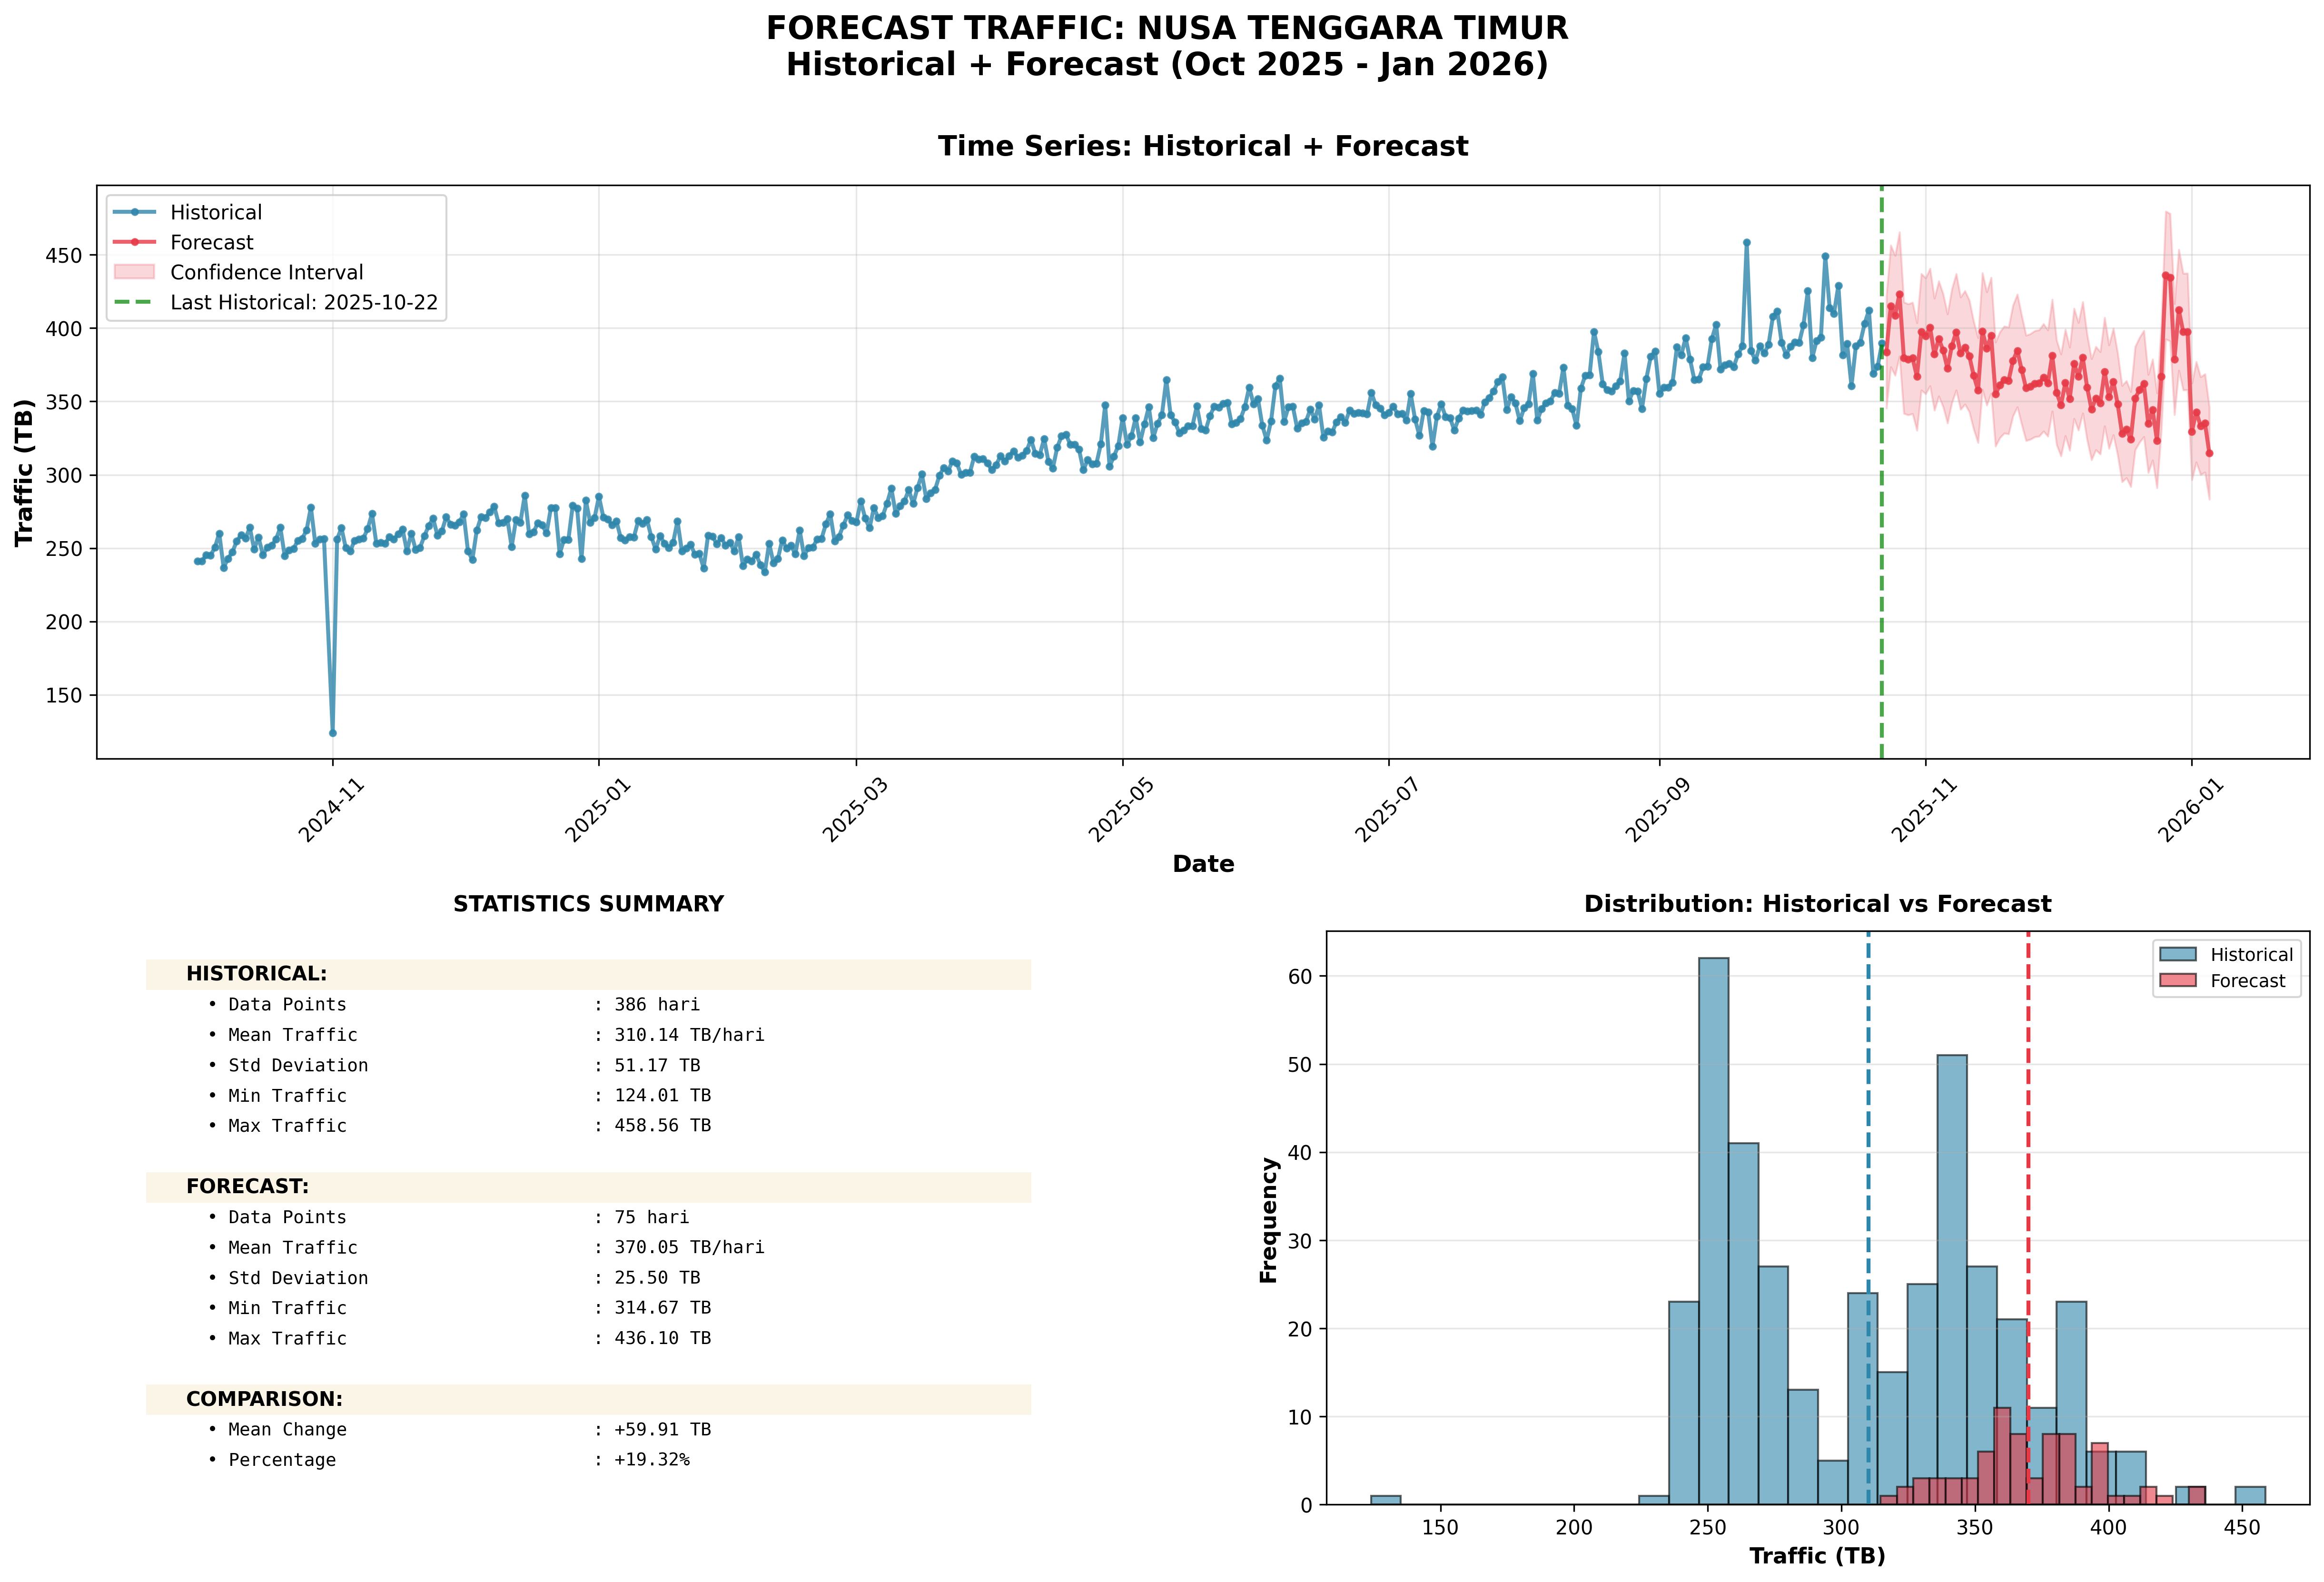 FORECAST TRAFFIC: NUSA TENGGARA TIMUR
Historical + Forecast (Oct 2025 - Jan 2026)
Time Series: Historical + Forecast
Historical
Forecast
Confidence Interval
Last Historical: 2025-10-22
Traffic (TB)
450
400
350
300
250
200
150
2024-11
2025-01
2025-03
2025-05
2025-07
2025-09
2025-11
2026-01
Date
STATISTICS SUMMARY
HISTORICAL:
• Data Points : 386 hari
• Mean Traffic : 310.14 TB/hari
• Std Deviation : 51.17 TB
• Min Traffic : 124.01 TB
• Max Traffic : 458.56 TB
FORECAST:
• Data Points : 75 hari
• Mean Traffic : 370.05 TB/hari
• Std Deviation : 25.50 TB
• Min Traffic : 314.67 TB
• Max Traffic : 436.10 TB
COMPARISON:
• Mean Change : +59.91 TB
• Percentage : +19.32%
Distribution: Historical vs Forecast
Historical
Forecast
Frequency
60
50
40
30
20
10
0
150
200
250
300
350
400
450
Traffic (TB)